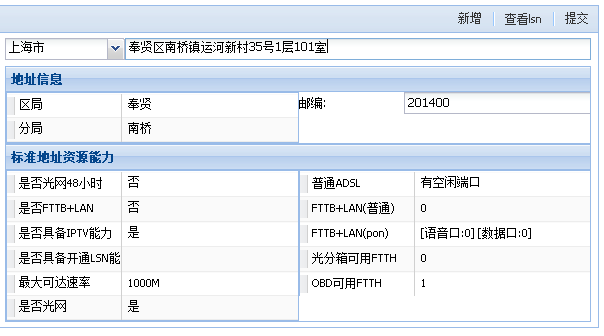 新增 查看lsn 提交
上海市 奉贤区南桥镇运河新村35号1层101室
地址信息
区局 奉贤 邮编: 201400
分局 南桥
标准地址资源能力
是否光网48小时 否 普通ADSL 有空闲端口
是否FTTB+LAN 否 FTTB+LAN(普通) 0
是否具备IPTV能力 是 FTTB+LAN(pon) [语音口:0][数据口:0]
是否具备开通LSN能 光分箱可用FTTH 0
最大可达速率 1000M OBD可用FTTH 1
是否光网 是